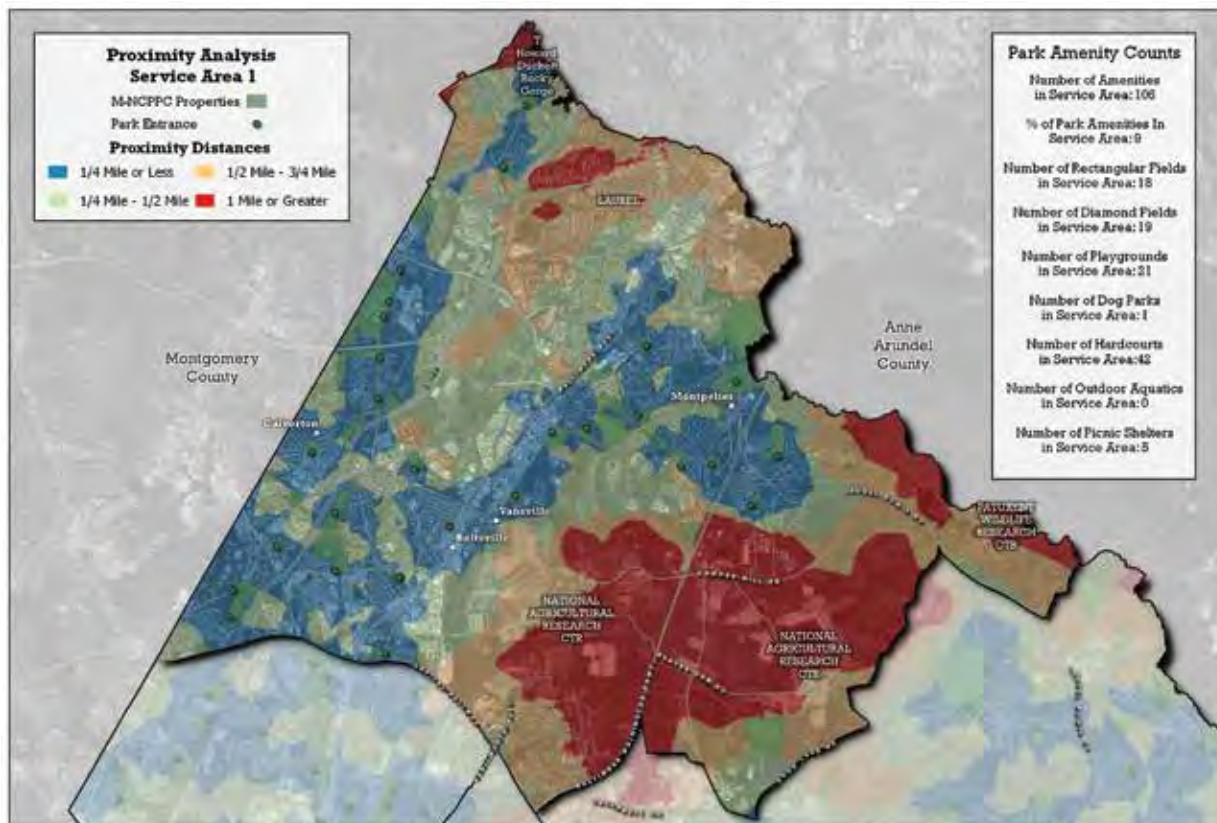 Proximity Analysis
Service Area 1
M-NCPPC Properties
Park Entrance
Proximity Distances
1/4 Mile or Less
1/2 Mile - 3/4 Mile
1/4 Mile - 1/2 Mile
1 Mile or Greater
T
Howard
Duckett
Rocky
Gorge
LAUREL
Montgomery
County
Anne
Arundel
County
Calverton
Montpelier
Vansville
Beltsville
PATUXENT
WILDLIFE
RESEARCH
CTR
NATIONAL
AGRICULTURAL
RESEARCH
CTR
NATIONAL
AGRICULTURAL
RESEARCH
CTR
Park Amenity Counts
Number of Amenities
in Service Area: 106
% of Park Amenities In
Service Area: 9
Number of Rectangular Fields
in Service Area: 18
Number of Diamond Fields
in Service Area: 19
Number of Playgrounds
in Service Area: 21
Number of Dog Parks
in Service Area: 1
Number of Hardcourts
in Service Area:42
Number of Outdoor Aquatics
in Service Area: 0
Number of Picnic Shelters
in Service Area: 5